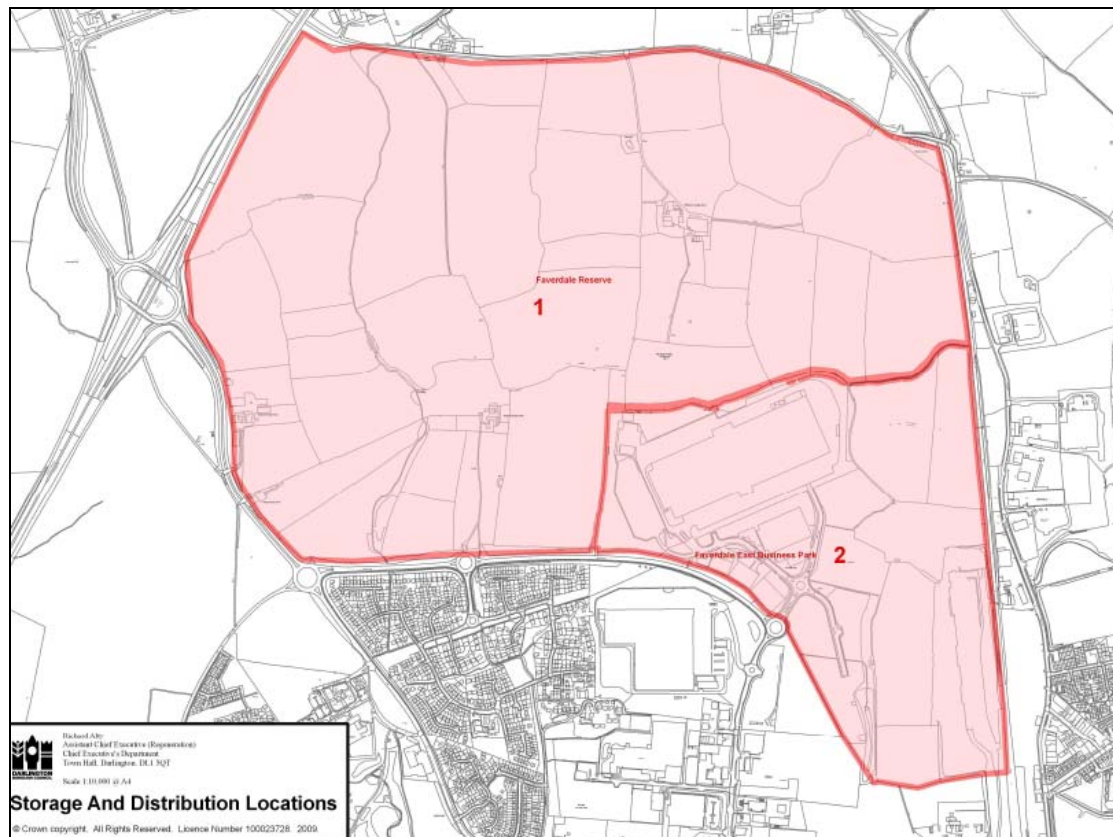 Faverdale Reserve
1
Faverdale East Business Park
2
DARLINGTON
BOROUGH COUNCIL
Richard Alty
Assistant Chief Executive (Regeneration)
Chief Executive's Department
Town Hall, Darlington, DL1 5QT
Scale 1:10,000 @ A4
Storage And Distribution Locations
© Crown copyright. All Rights Reserved. Licence Number 100023728. 2009.